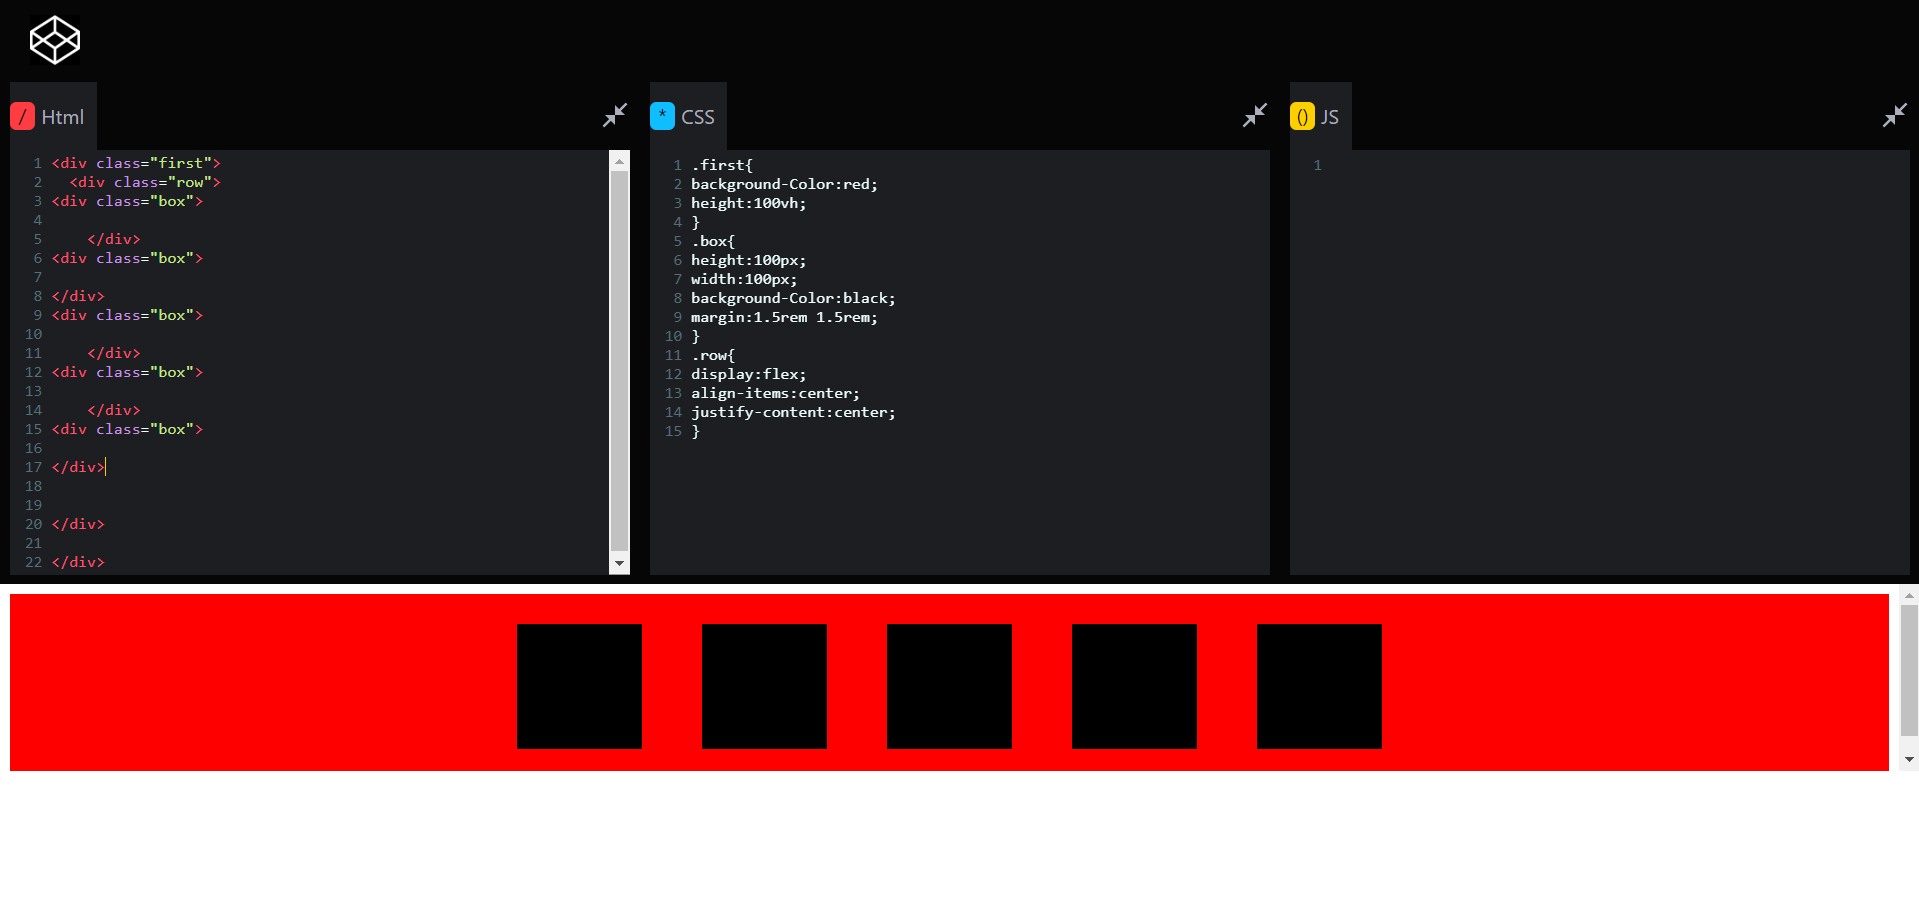 / Html
1 <div class="first">
2   <div class="row">
3 <div class="box">
4
5     </div>
6 <div class="box">
7
8 </div>
9 <div class="box">
10
11     </div>
12 <div class="box">
13
14     </div>
15 <div class="box">
16
17 </div>
18
19
20 </div>
21
22 </div>
* CSS
1 .first{
2 background-Color:red;
3 height:100vh;
4 }
5 .box{
6 height:100px;
7 width:100px;
8 background-Color:black;
9 margin:1.5rem 1.5rem;
10 }
11 .row{
12 display:flex;
13 align-items:center;
14 justify-content:center;
15 }
() JS
1